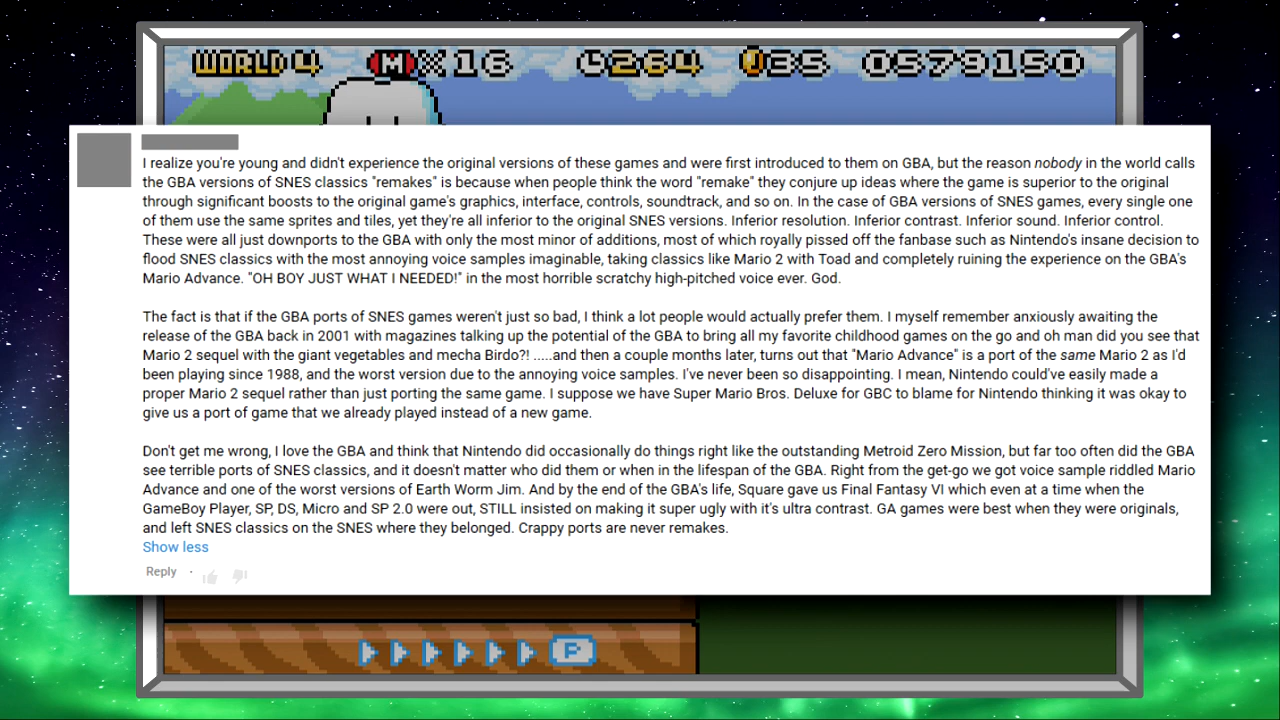 WORLD 4 M×16 264 35 0579150
I realize you're young and didn't experience the original versions of these games and were first introduced to them on GBA, but the reason nobody in the world calls
the GBA versions of SNES classics "remakes" is because when people think the word "remake" they conjure up ideas where the game is superior to the original
through significant boosts to the original game's graphics, interface, controls, soundtrack, and so on. In the case of GBA versions of SNES games, every single one
of them use the same sprites and tiles, yet they're all inferior to the original SNES versions. Inferior resolution. Inferior contrast. Inferior sound. Inferior control.
These were all just downports to the GBA with only the most minor of additions, most of which royally pissed off the fanbase such as Nintendo's insane decision to
flood SNES classics with the most annoying voice samples imaginable, taking classics like Mario 2 with Toad and completely ruining the experience on the GBA's
Mario Advance. "OH BOY JUST WHAT I NEEDED!" in the most horrible scratchy high-pitched voice ever. God.
The fact is that if the GBA ports of SNES games weren't just so bad, I think a lot people would actually prefer them. I myself remember anxiously awaiting the
release of the GBA back in 2001 with magazines talking up the potential of the GBA to bring all my favorite childhood games on the go and oh man did you see that
Mario 2 sequel with the giant vegetables and mecha Birdo?! .....and then a couple months later, turns out that "Mario Advance" is a port of the same Mario 2 as I'd
been playing since 1988, and the worst version due to the annoying voice samples. I've never been so disappointing. I mean, Nintendo could've easily made a
proper Mario 2 sequel rather than just porting the same game. I suppose we have Super Mario Bros. Deluxe for GBC to blame for Nintendo thinking it was okay to
give us a port of game that we already played instead of a new game.
Don't get me wrong, I love the GBA and think that Nintendo did occasionally do things right like the outstanding Metroid Zero Mission, but far too often did the GBA
see terrible ports of SNES classics, and it doesn't matter who did them or when in the lifespan of the GBA. Right from the get-go we got voice sample riddled Mario
Advance and one of the worst versions of Earth Worm Jim. And by the end of the GBA's life, Square gave us Final Fantasy VI which even at a time when the
GameBoy Player, SP, DS, Micro and SP 2.0 were out, STILL insisted on making it super ugly with it's ultra contrast. GA games were best when they were originals,
and left SNES classics on the SNES where they belonged. Crappy ports are never remakes.
Show less
Reply ·
P